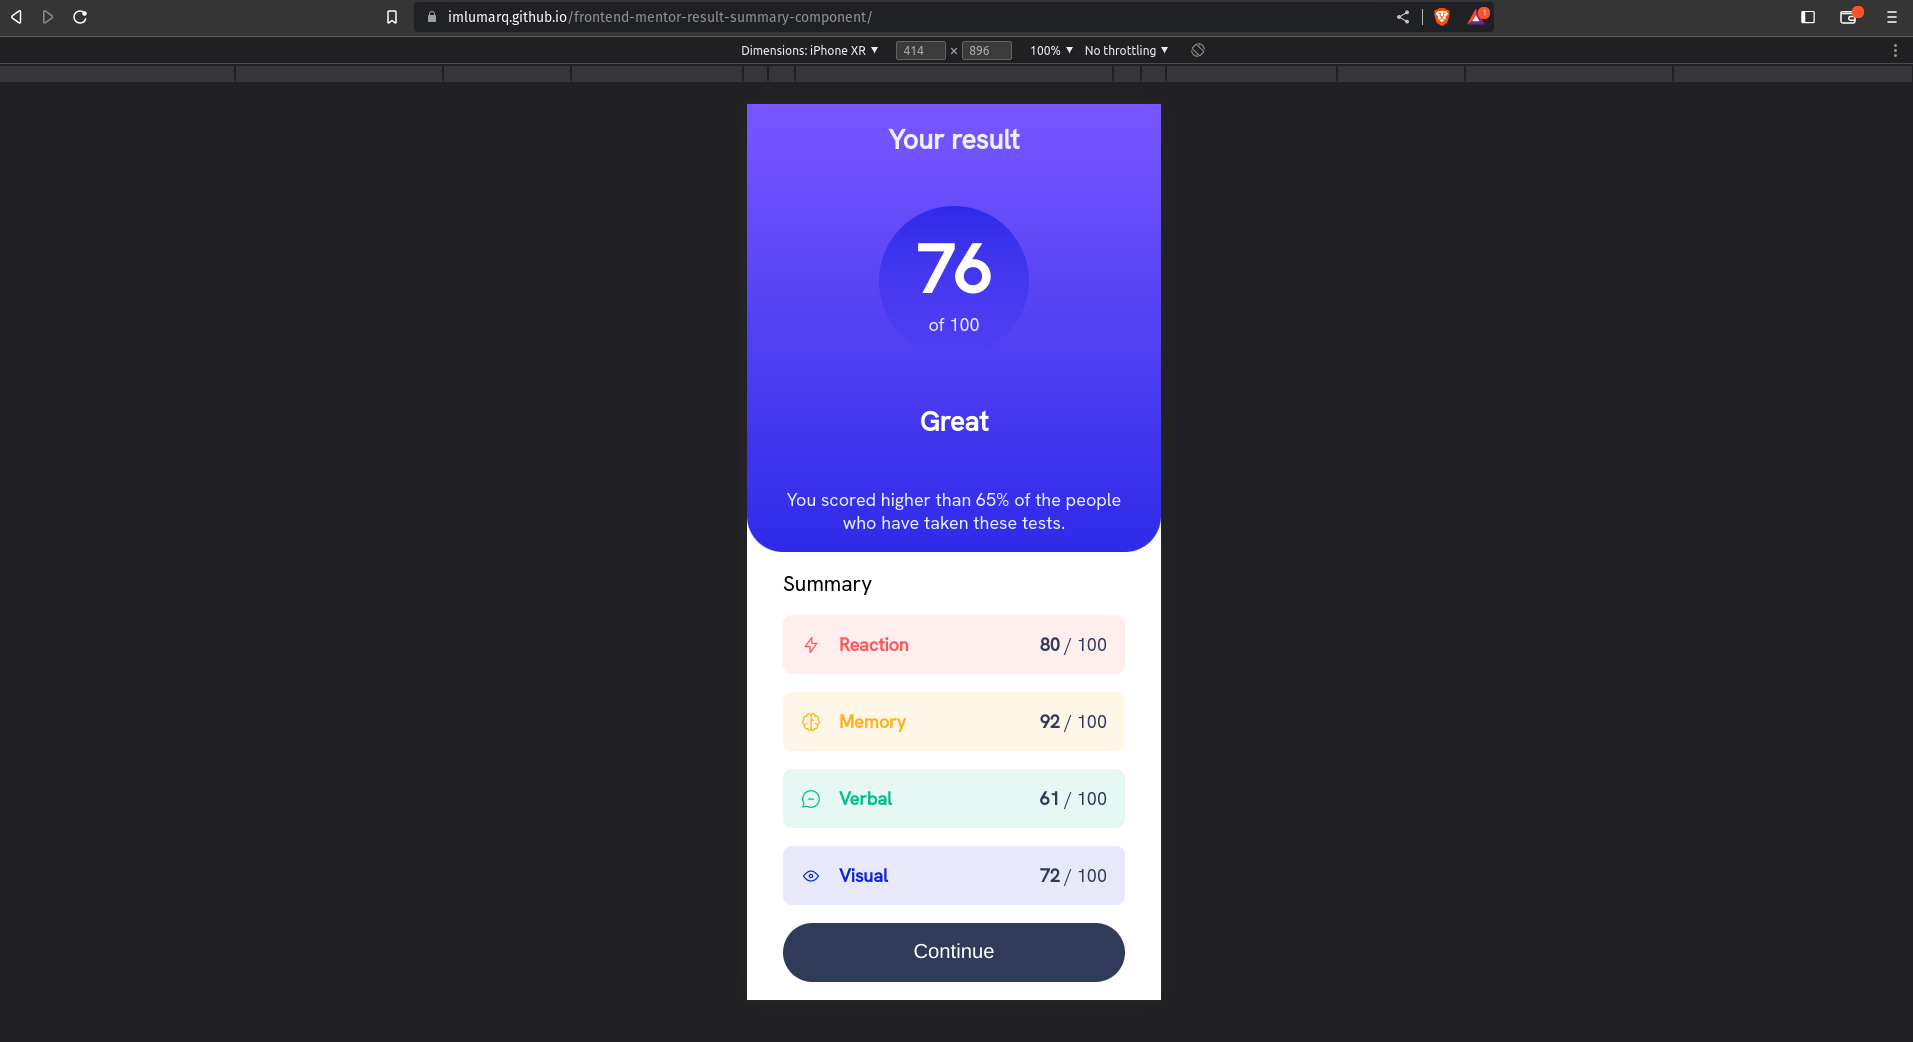 imlumarq.github.io/frontend-mentor-result-summary-component/
1
Dimensions: iPhone XR ▼ 414 × 896 100% ▼ No throttling ▼
Your result
76
of 100
Great
You scored higher than 65% of the people
who have taken these tests.
Summary
Reaction 80 / 100
Memory 92 / 100
Verbal 61 / 100
Visual 72 / 100
Continue